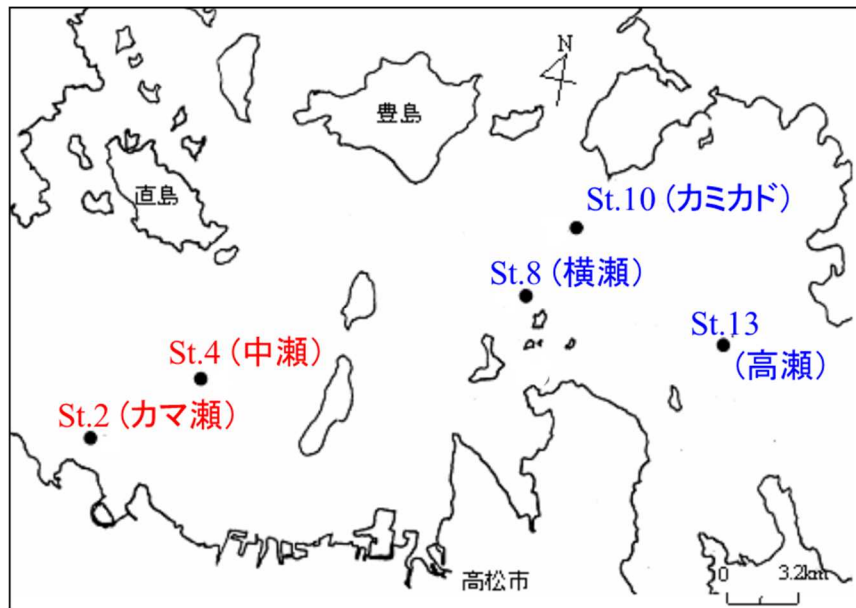 N
豊島
直島
St.10 (カミカド)
St.8 (横瀬)
St.13
(高瀬)
St.4 (中瀬)
St.2 (カマ瀬)
高松市
0 3.2km